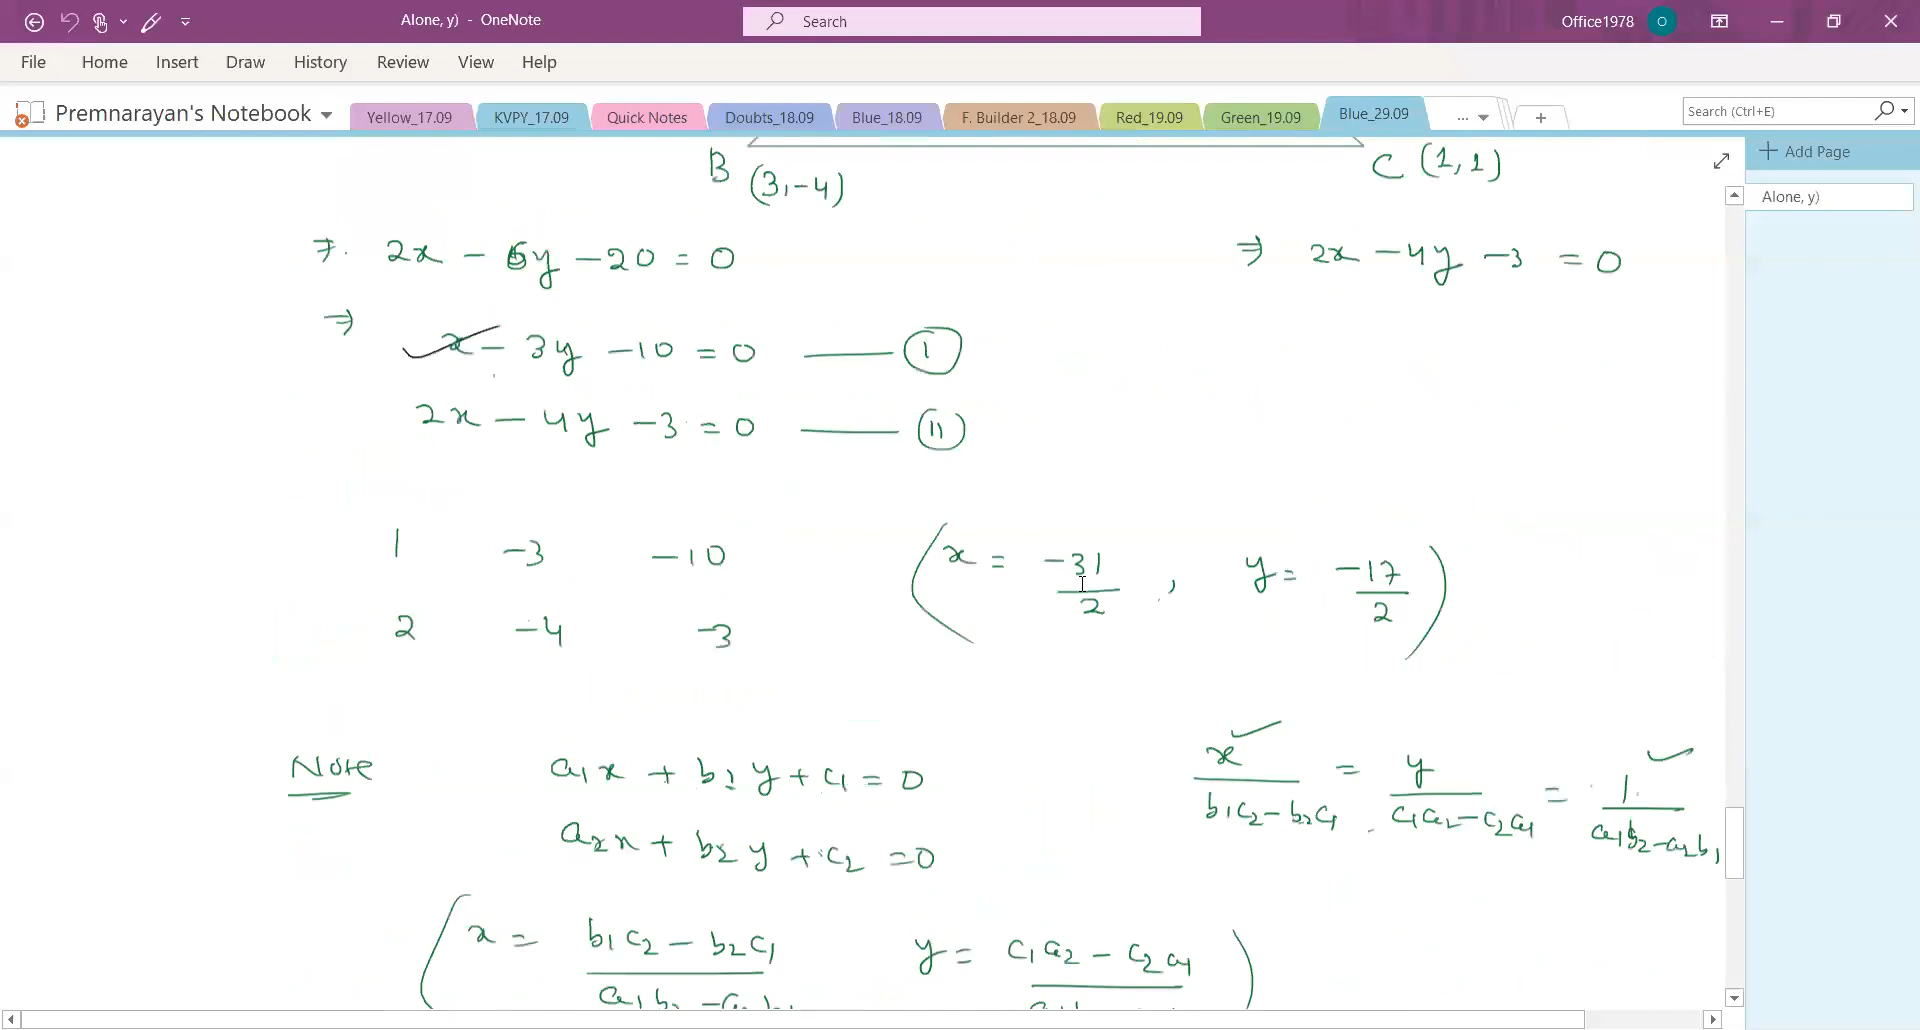 Alone, y) - OneNote
Search
Office1978
O
File Home Insert Draw History Review View Help
Premnarayan's Notebook
Yellow_17.09 KVPY_17.09 Quick Notes Doubts_18.09 Blue_18.09 F. Builder 2_18.09 Red_19.09 Green_19.09 Blue_29.09 ... +
Search (Ctrl+E)
Add Page
Alone, y)
B (3,-4)
C (1,1)
⇒ 2x - 6y - 20 = 0
⇒ 2x - 4y - 3 = 0
⇒ x - 3y - 10 = 0 —— (I)
2x - 4y - 3 = 0 —— (II)
1 -3 -10
2 -4 -3
(x = -31/2 , y = -17/2)
Note
a₁x + b₁y + c₁ = 0
a₂x + b₂y + c₂ = 0
x/(b₁c₂ - b₂c₁) = y/(c₁a₂ - c₂a₁) = 1/(a₁b₂ - a₂b₁
(x = b₁c₂ - b₂c₁ y = c₁a₂ - c₂a₁)